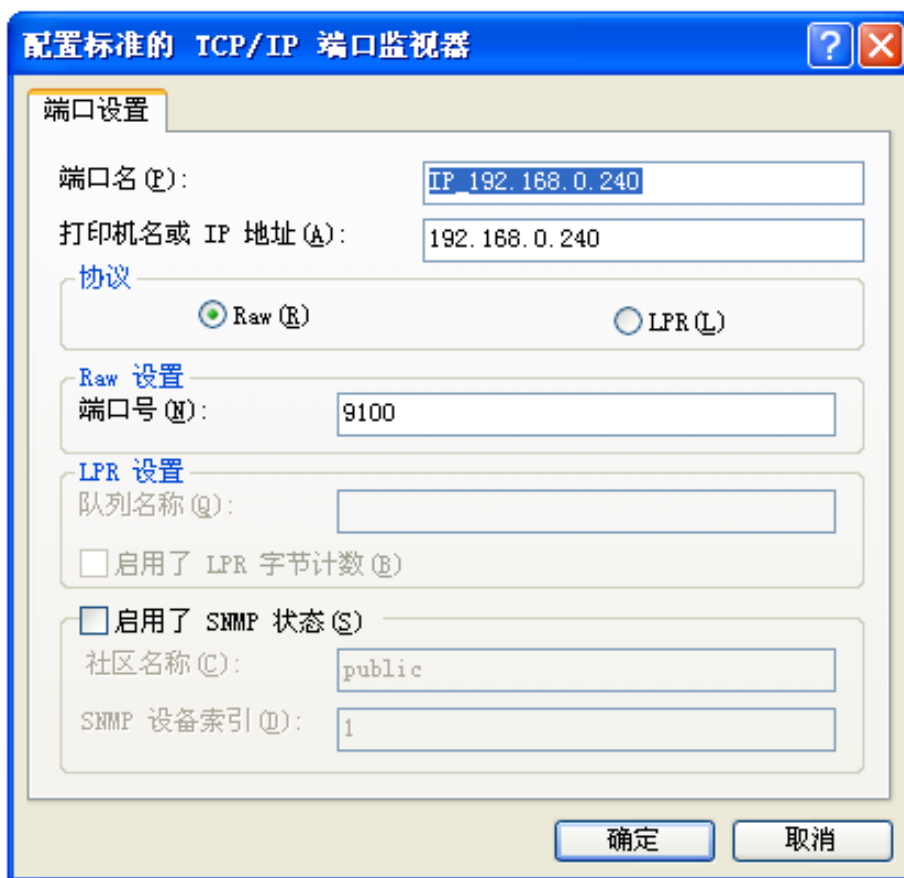 配置标准的 TCP/IP 端口监视器
端口设置
端口名(P):
IP_192.168.0.240
打印机名或 IP 地址(A):
192.168.0.240
协议
Raw(R)
LPR(L)
Raw 设置
端口号(N):
9100
LPR 设置
队列名称(Q):
启用了 LPR 字节计数(B)
启用了 SNMP 状态(S)
社区名称(C):
public
SNMP 设备索引(D):
1
确定
取消